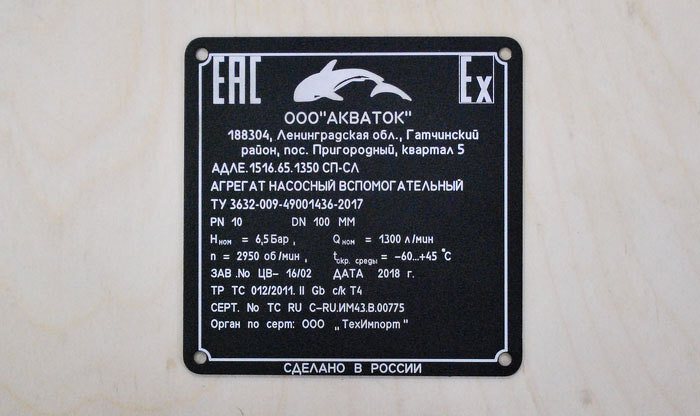 EAC Ex
ООО"АКВАТОК"
188304, Ленинградская обл., Гатчинский
район, пос. Пригородный, квартал 5
АДЛЕ.1516.65.1350 СП-СЛ
АГРЕГАТ НАСОСНЫЙ ВСПОМОГАТЕЛЬНЫЙ
ТУ 3632-009-49001436-2017
PN 10 DN 100 ММ
Hном = 6,5 Бар , Qном = 1300 л/мин
n = 2950 об/мин , tокр. среды = −60...+45 °C
ЗАВ .No ЦВ- 16/02 ДАТА 2018 г.
ТР ТС 012/2011. II Gb c/k T4
СЕРТ. No ТС RU C-RU.ИМ43.В.00775
Орган по серт: ООО „ТехИмпорт"
СДЕЛАНО В РОССИИ